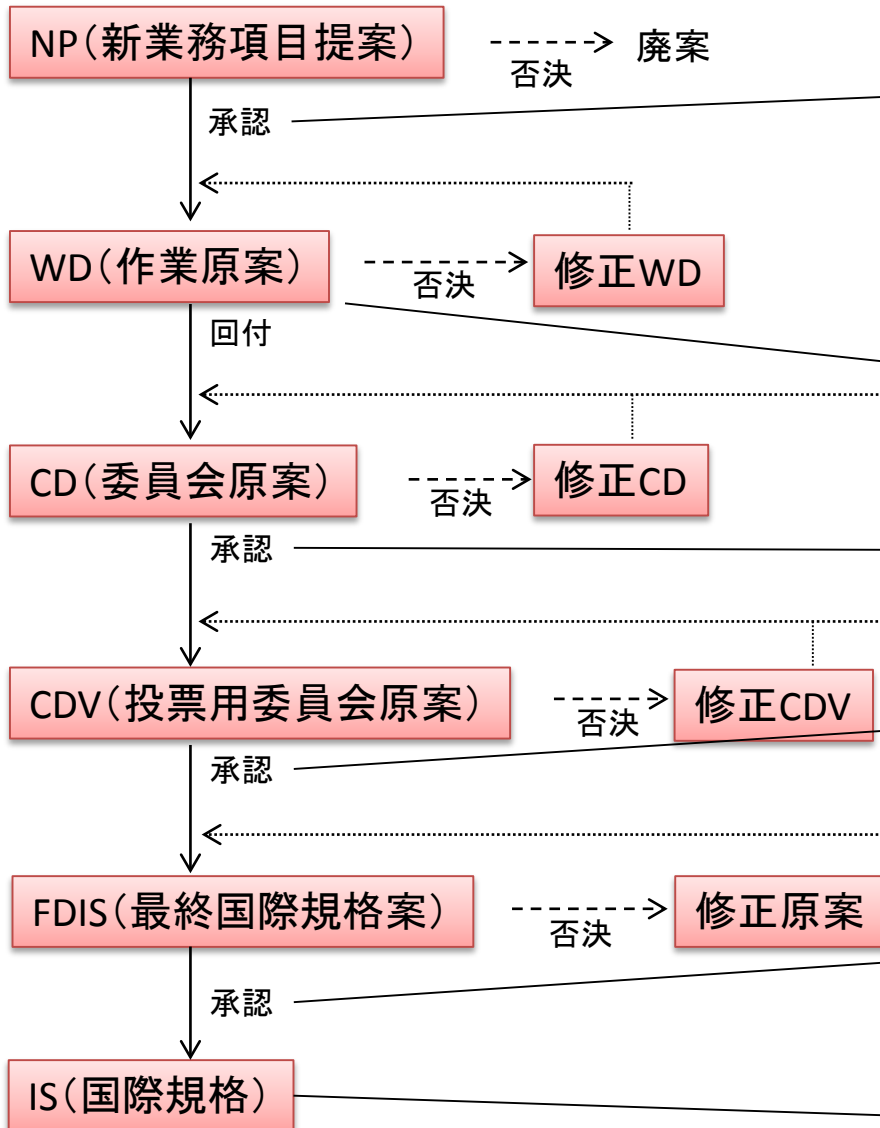 NP(新業務項目提案)
否決
廃案
承認
WD(作業原案)
否決
修正WD
回付
CD(委員会原案)
否決
修正CD
承認
CDV(投票用委員会原案)
否決
修正CDV
承認
FDIS(最終国際規格案)
否決
修正原案
承認
IS(国際規格)